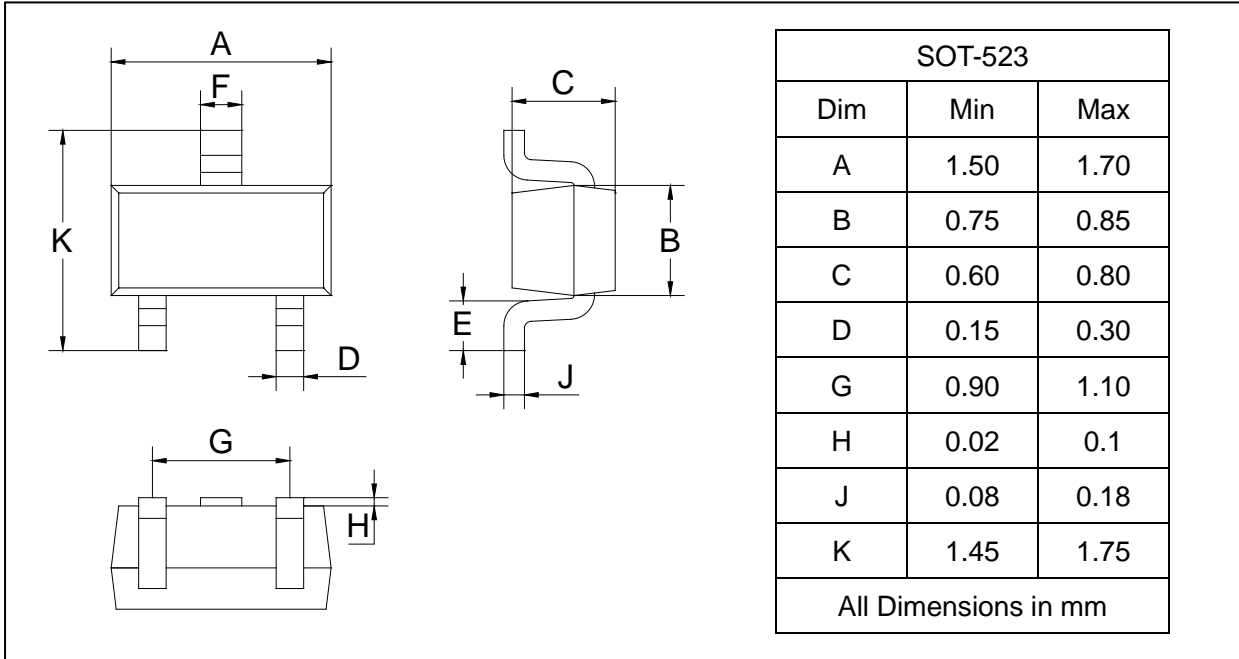 A
F
K
D
C
B
E
J
G
H
SOT-523
Dim Min Max
A 1.50 1.70
B 0.75 0.85
C 0.60 0.80
D 0.15 0.30
G 0.90 1.10
H 0.02 0.1
J 0.08 0.18
K 1.45 1.75
All Dimensions in mm